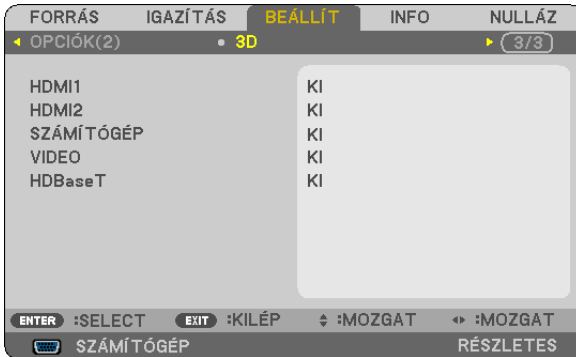 FORRÁS IGAZÍTÁS BEÁLLÍT INFO NULLÁZ
OPCIÓK(2) 3D 3/3
HDMI1 KI
HDMI2 KI
SZÁMÍTÓGÉP KI
VIDEO KI
HDBaseT KI
ENTER :SELECT EXIT :KILÉP :MOZGAT :MOZGAT
SZÁMÍTÓGÉP RÉSZLETES